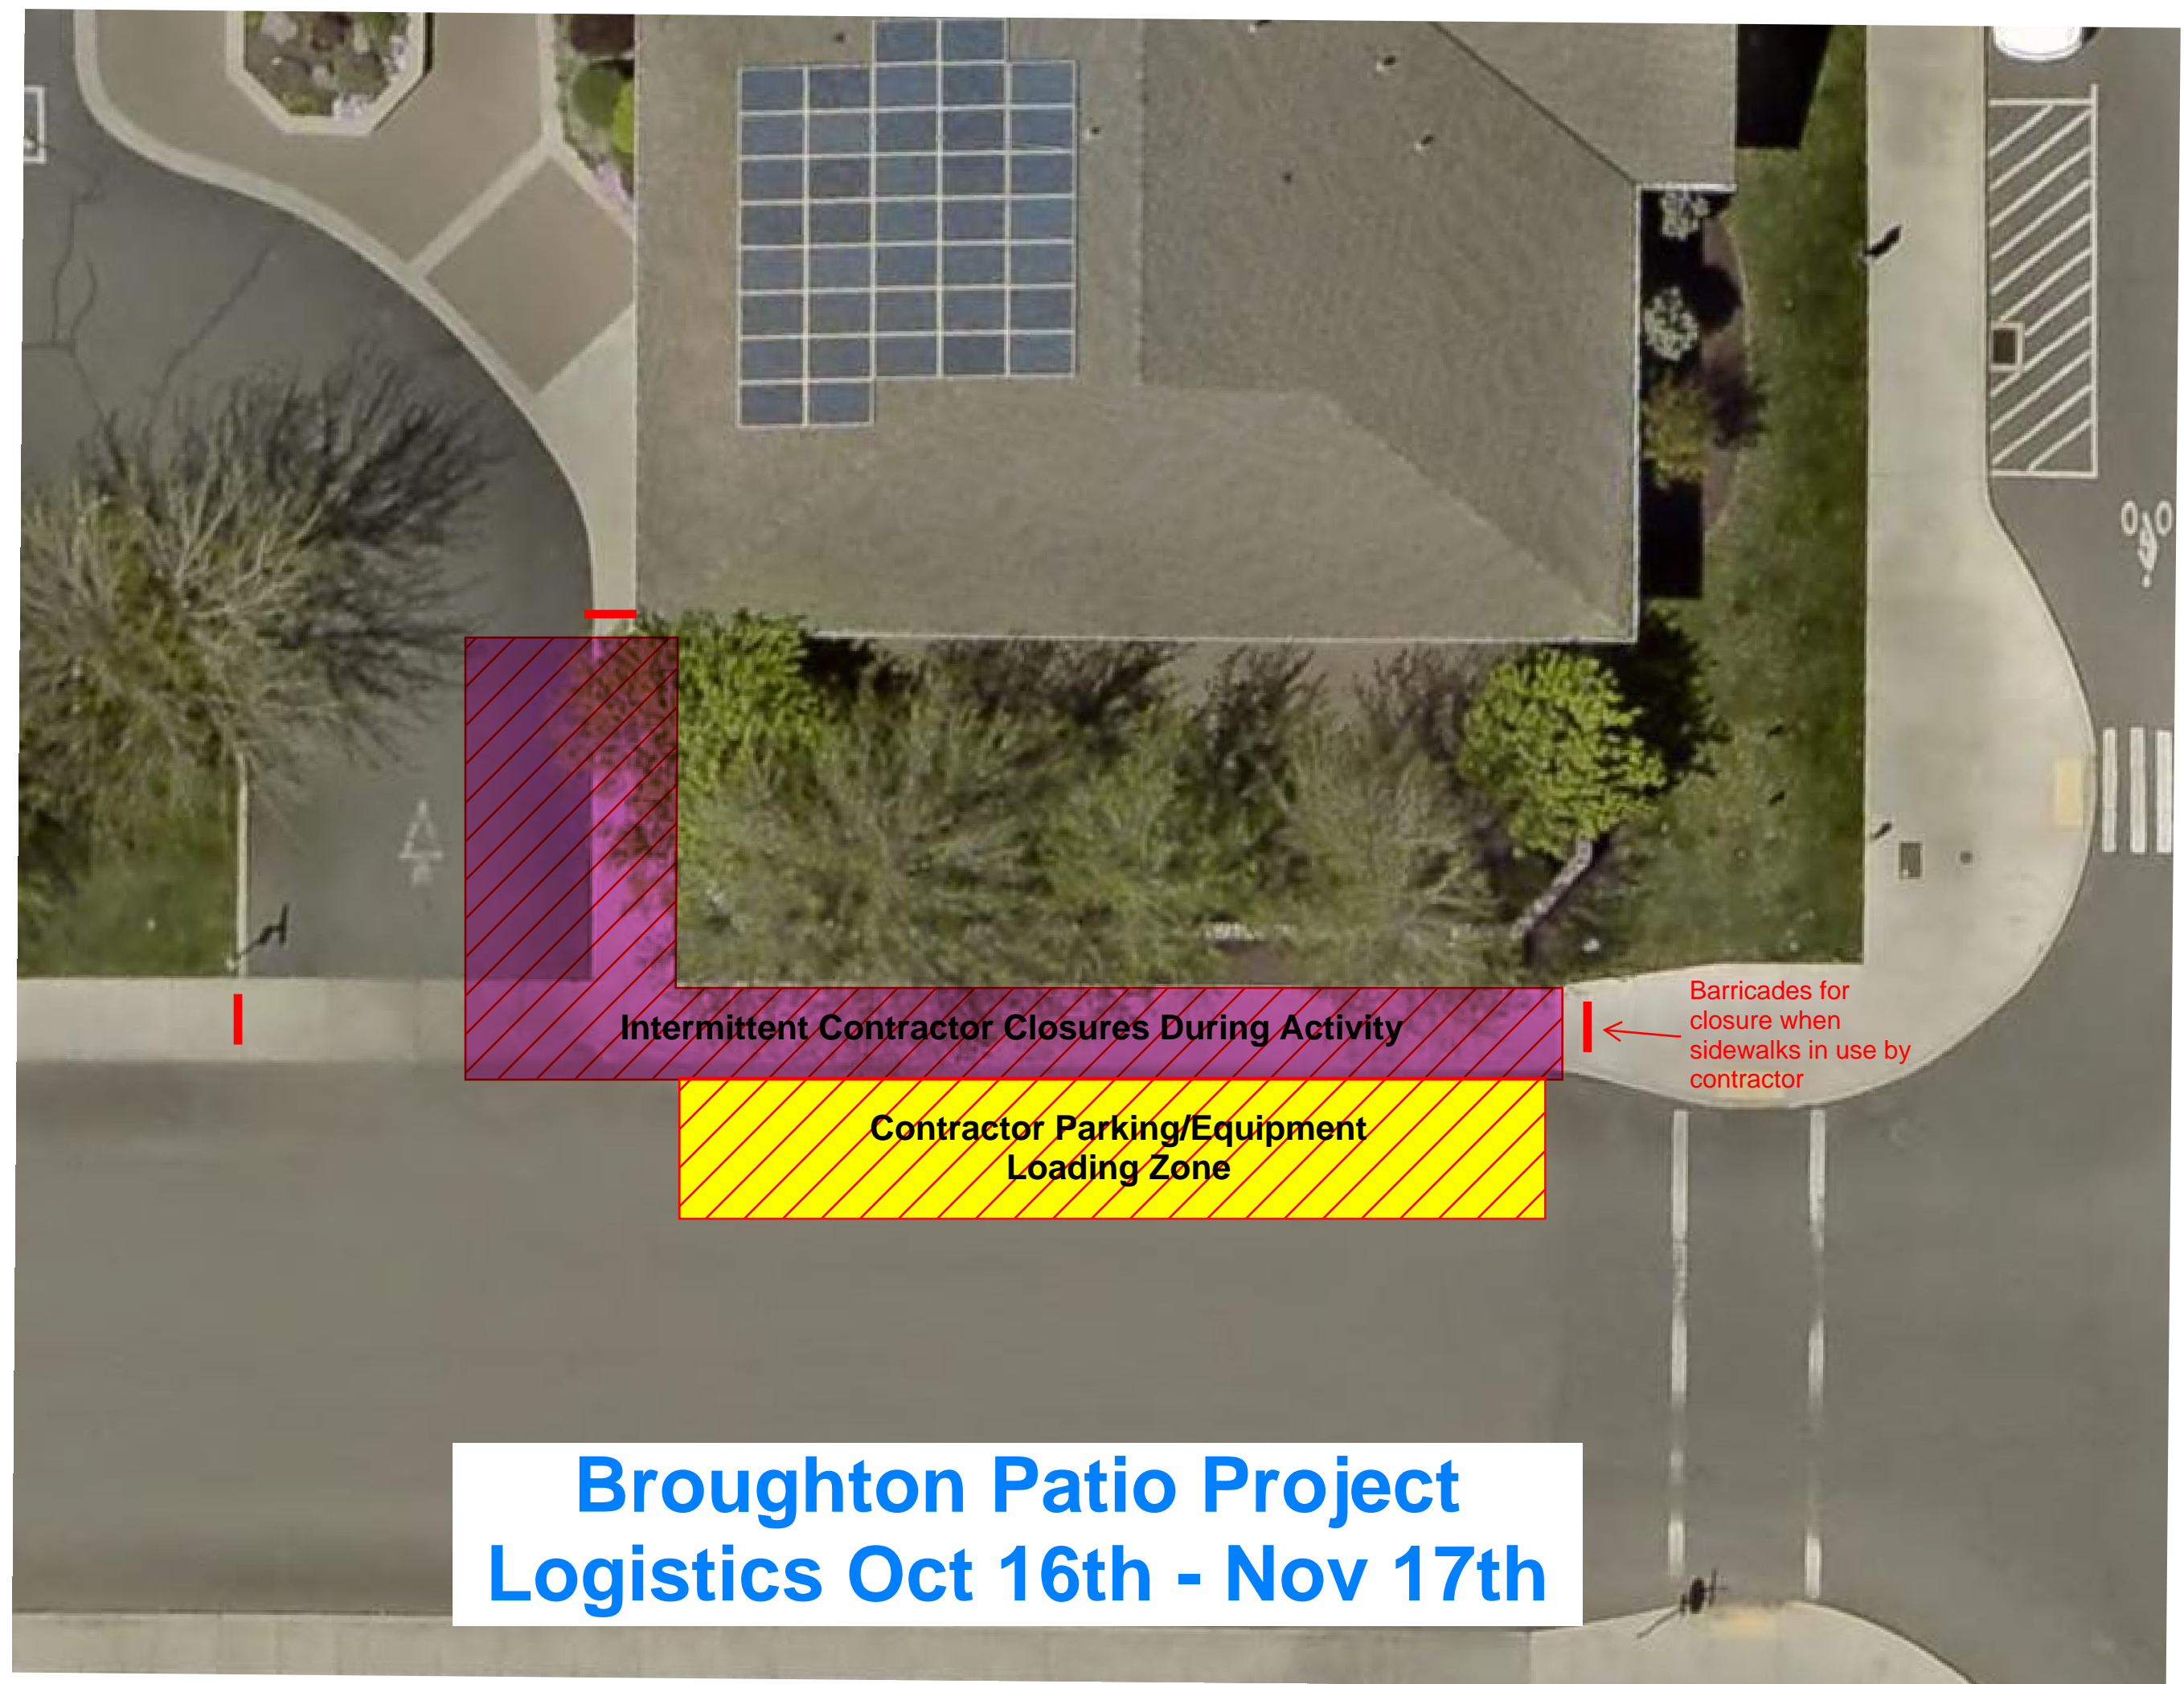 Intermittent Contractor Closures During Activity
Barricades for
closure when
sidewalks in use by
contractor
Contractor Parking/Equipment
Loading Zone
Broughton Patio Project
Logistics Oct 16th - Nov 17th